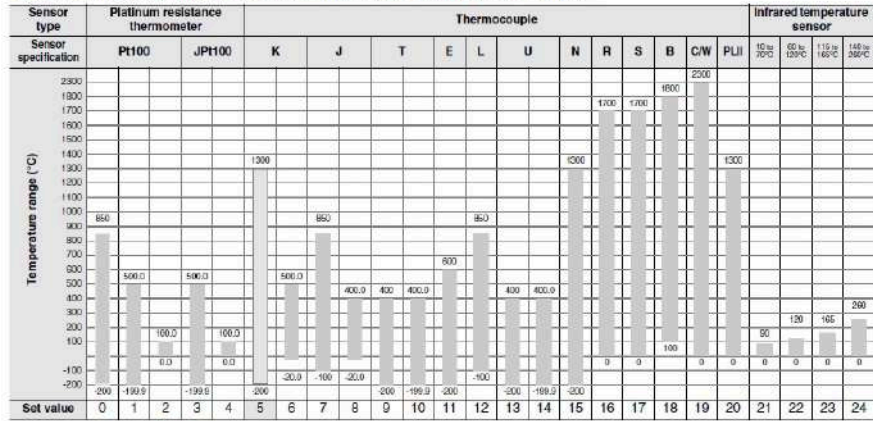 Sensor type Platinum resistance thermometer Thermocouple Infrared temperature sensor
Sensor specification Pt100 JPt100 K J T E L U N R S B C/W PLII 10 to 70°C 60 to 120°C 115 to 165°C 140 to 260°C
Temperature range (°C)
2300 2300
1800 1800
1700 1700 1700
1600
1500
1400
1300 1300 1300 1300
1200
1100
1000
900 850 850 850
800
700
600 600
500 500.0 500.0 500.0
400 400.0 400 400.0 400 400.0
300 260
200 120 165
100 100.0 100.0 100 90
0.0 0.0 0 0 0 0 0 0 0 0
-100 -20.0 -100 -20.0 -100
-200 -200 -199.9 -199.9 -200 -200 -199.9 -200 -200 -199.9 -200
Set value 0 1 2 3 4 5 6 7 8 9 10 11 12 13 14 15 16 17 18 19 20 21 22 23 24